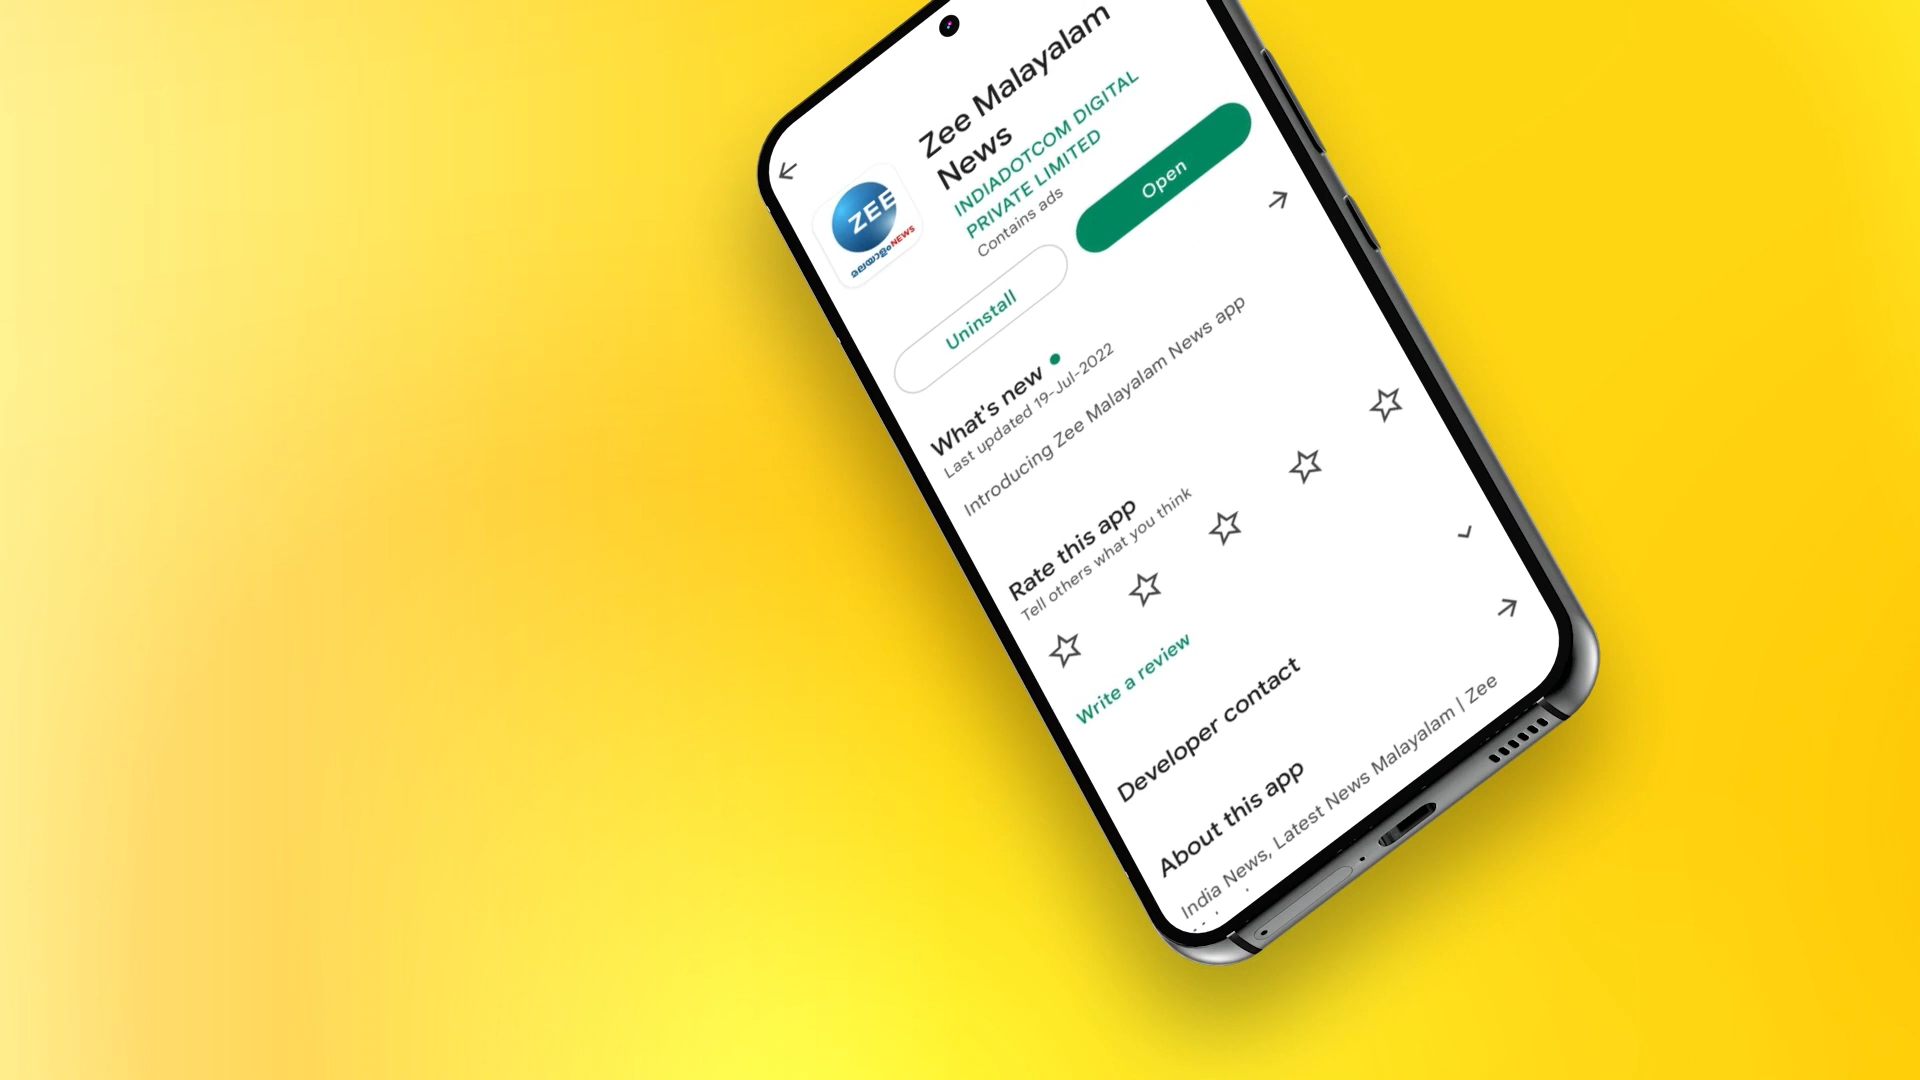 Zee Malayalam
News
INDIADOTCOM DIGITAL
PRIVATE LIMITED
Contains ads
ZEE
മലയാളം NEWS
Uninstall
Open
What's new
Last updated 19-Jul-2022
Introducing Zee Malayalam News app
Rate this app
Tell others what you think
Write a review
Developer contact
About this app
India News, Latest News Malayalam | Zee